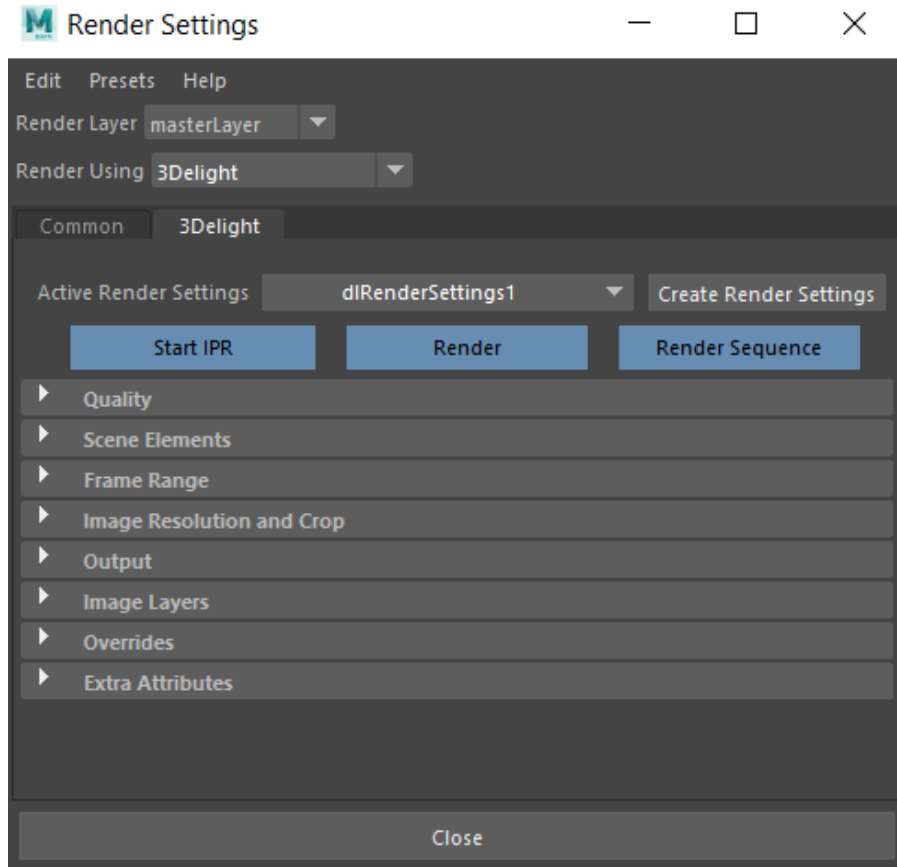 Render Settings
Edit Presets Help
Render Layer masterLayer
Render Using 3Delight
Common 3Delight
Active Render Settings dlRenderSettings1 Create Render Settings
Start IPR Render Render Sequence
Quality
Scene Elements
Frame Range
Image Resolution and Crop
Output
Image Layers
Overrides
Extra Attributes
Close